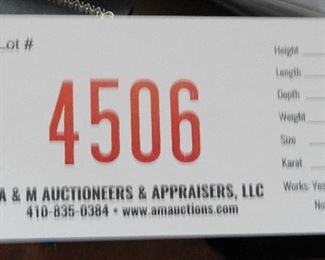 Lot #
4506
A & M AUCTIONEERS & APPRAISERS, LLC
410-835-0384 • www.amauctions.com
Height
Length
Depth
Weight
Size
Karat
Works: Yes
No